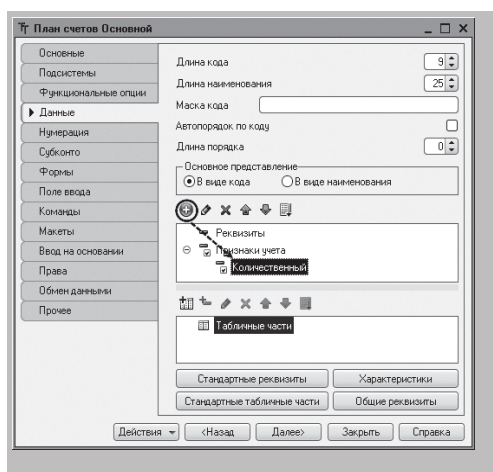 План счетов Основной
Основные
Подсистемы
Функциональные опции
Данные
Нумерация
Субконто
Формы
Поле ввода
Команды
Макеты
Ввод на основании
Права
Обмен данными
Прочее
Длина кода 9
Длина наименования 25
Маска кода
Автопорядок по коду
Длина порядка 0
Основное представление
В виде кода В виде наименования
Реквизиты
Признаки учета
Количественный
Табличные части
Стандартные реквизиты Характеристики
Стандартные табличные части Общие реквизиты
Действия <Назад Далее> Закрыть Справка